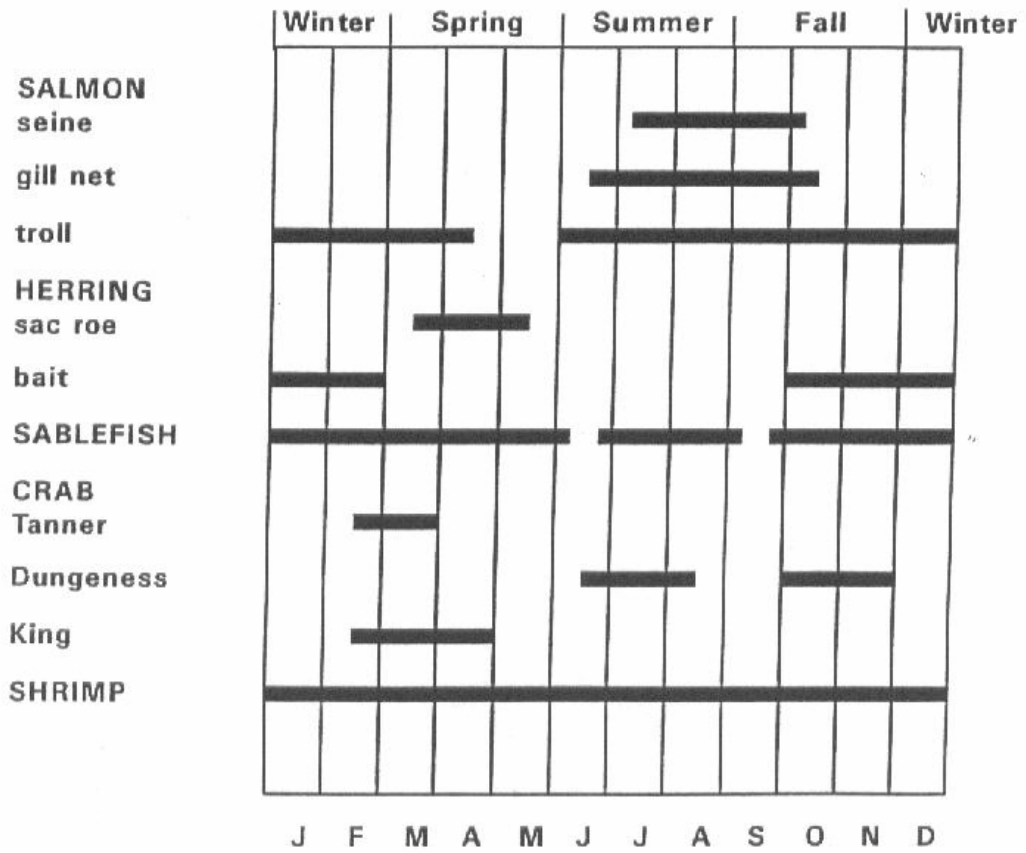 Winter Spring Summer Fall Winter
SALMON
seine
gill net
troll
HERRING
sac roe
bait
SABLEFISH
CRAB
Tanner
Dungeness
King
SHRIMP
J F M A M J J A S O N D